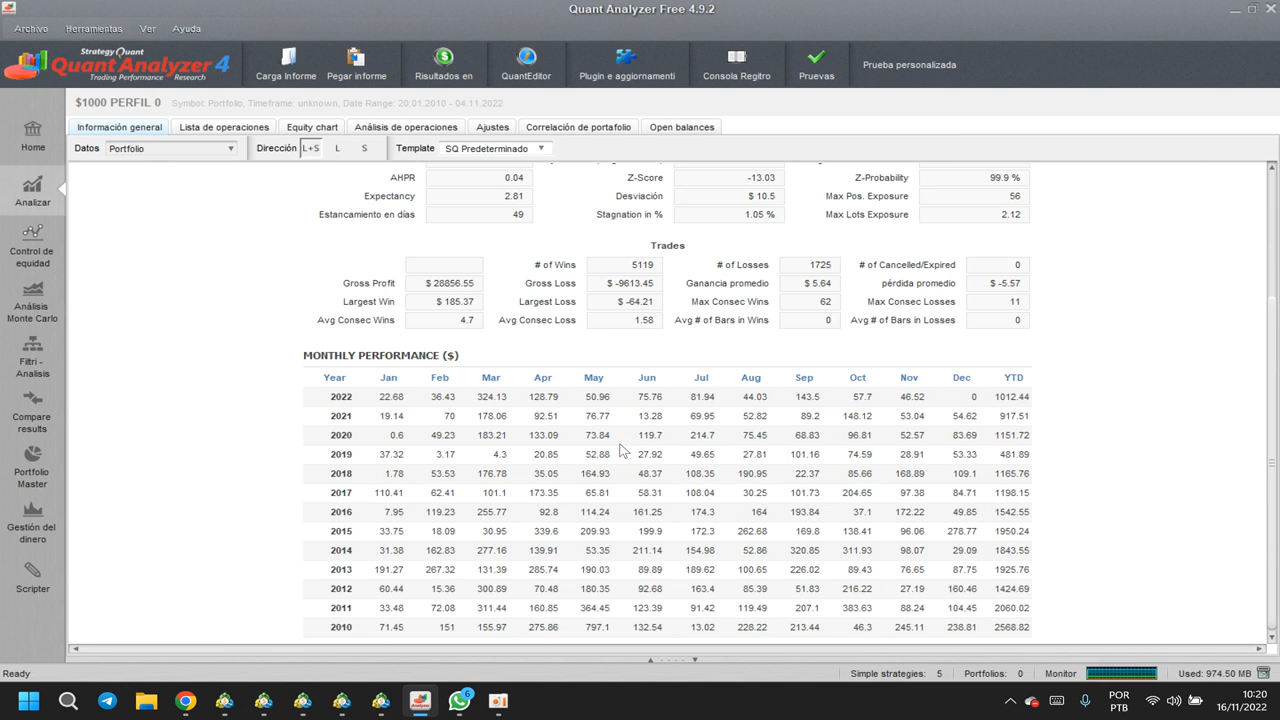 Quant Analyzer Free 4.9.2
Archivo Herramientas Ver Ayuda
StrategyQuant
Quant Analyzer 4
Trading Performance Research
Carga Informe Pegar informe Risultados en QuantEditor Plugin e aggiornamenti Consola Regitro Pruevas Prueba personalizada
$1000 PERFIL 0 Symbol: Portfolio, Timeframe: unknown, Date Range: 20.01.2010 - 04.11.2022
Información general Lista de operaciones Equity chart Análisis de operaciones Ajustes Correlación de portafolio Open balances
Datos Portfolio Dirección L+S L S Template SQ Predeterminado
Home
Analizar
Control de equidad
Análisis Monte Carlo
Filtri - Analisis
Compare results
Portfolio Master
Gestión del dinero
Scripter
AHPR 0.04 Z-Score -13.03 Z-Probability 99.9 %
Expectancy 2.81 Desviación $ 10.5 Max Pos. Exposure 56
Estancamiento en días 49 Stagnation in % 1.05 % Max Lots Exposure 2.12
Trades
# of Wins 5119 # of Losses 1725 # of Cancelled/Expired 0
Gross Profit $ 28856.55 Gross Loss $ -9613.45 Ganancia promedio $ 5.64 pérdida promedio $ -5.57
Largest Win $ 185.37 Largest Loss $ -64.21 Max Consec Wins 62 Max Consec Losses 11
Avg Consec Wins 4.7 Avg Consec Loss 1.58 Avg # of Bars in Wins 0 Avg # of Bars in Losses 0
MONTHLY PERFORMANCE ($)
Year Jan Feb Mar Apr May Jun Jul Aug Sep Oct Nov Dec YTD
2022 22.68 36.43 324.13 128.79 50.96 75.76 81.94 44.03 143.5 57.7 46.52 0 1012.44
2021 19.14 70 178.06 92.51 76.77 13.28 69.95 52.82 89.2 148.12 53.04 54.62 917.51
2020 0.6 49.23 183.21 133.09 73.84 119.7 214.7 75.45 68.83 96.81 52.57 83.69 1151.72
2019 37.32 3.17 4.3 20.85 52.88 27.92 49.65 27.81 101.16 74.59 28.91 53.33 481.89
2018 1.78 53.53 176.78 35.05 164.93 48.37 108.35 190.95 22.37 85.66 168.89 109.1 1165.76
2017 110.41 62.41 101.1 173.35 65.81 58.31 108.04 30.25 101.73 204.65 97.38 84.71 1198.15
2016 7.95 119.23 255.77 92.8 114.24 161.25 174.3 164 193.84 37.1 172.22 49.85 1542.55
2015 33.75 18.09 30.95 339.6 209.93 199.9 172.3 262.68 169.8 138.41 96.06 278.77 1950.24
2014 31.38 162.83 277.16 139.91 53.35 211.14 154.98 52.86 320.85 311.93 98.07 29.09 1843.55
2013 191.27 267.32 131.39 285.74 190.03 89.89 189.62 100.65 226.02 89.43 76.65 87.75 1925.76
2012 60.44 15.36 300.89 70.48 180.35 92.68 163.4 85.39 51.83 216.22 27.19 160.46 1424.69
2011 33.48 72.08 311.44 160.85 364.45 123.39 91.42 119.49 207.1 383.63 88.24 104.45 2060.02
2010 71.45 151 155.97 275.86 797.1 132.54 13.02 228.22 213.44 46.3 245.11 238.81 2568.82
Ready Simple strategies: 5 Portfolios: 0 Monitor Used: 974.50 MB
6
POR
PTB
10:20
16/11/2022